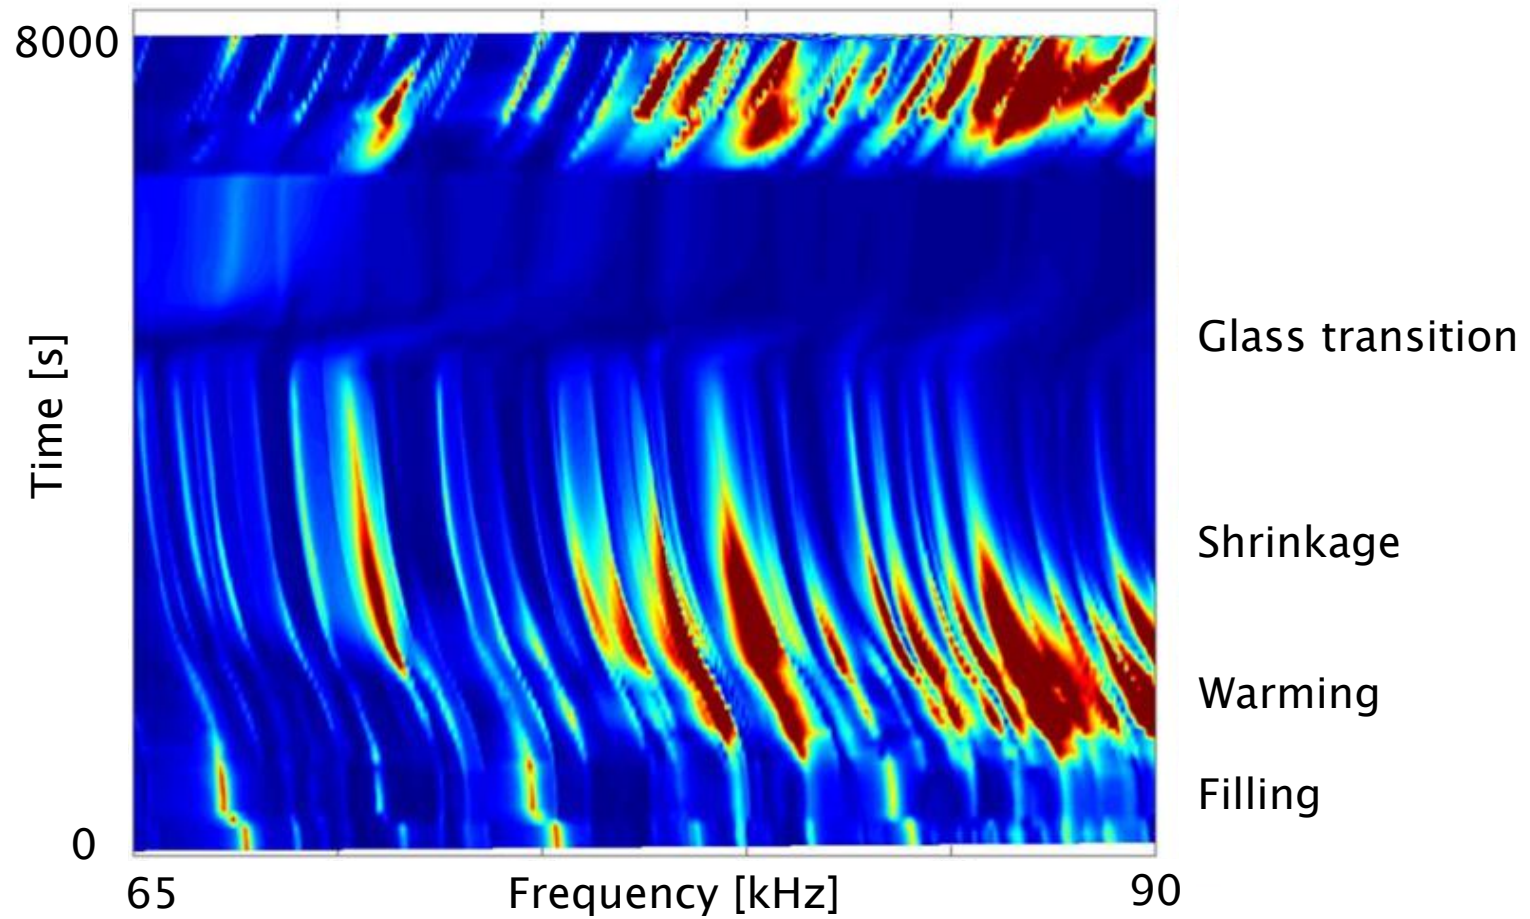 8000
Time [s]
0
65
Frequency [kHz]
90
Glass transition
Shrinkage
Warming
Filling